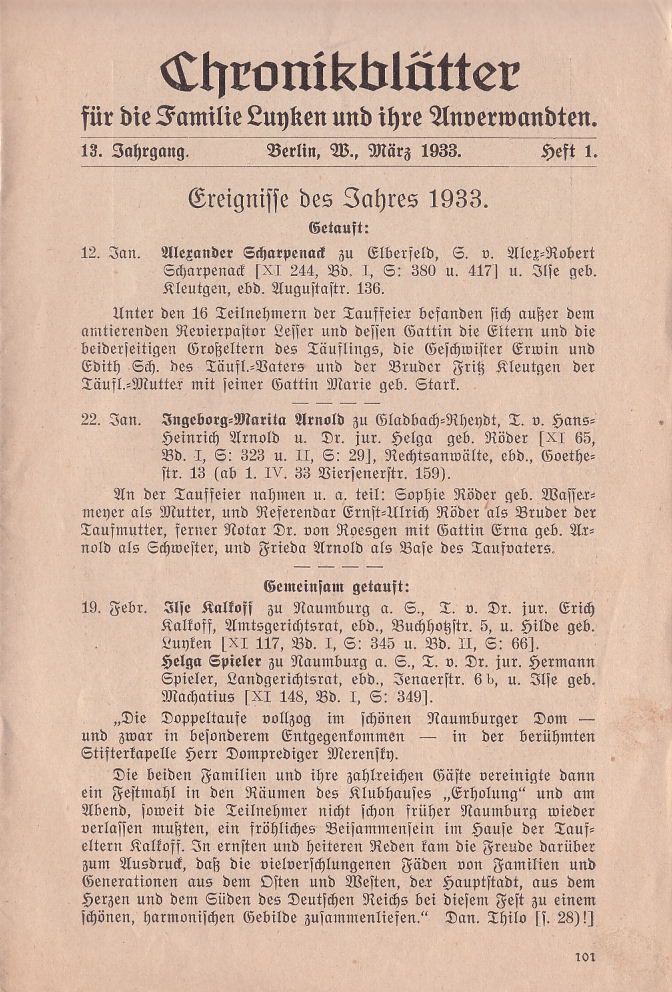 Chronikblätter
für die Familie Luyken und ihre Anverwandten.
13. Jahrgang. Berlin, W., März 1933. Heft 1.
Ereignisse des Jahres 1933.
Getauft:
12. Jan. Alexander Scharpenack zu Elberfeld, S. v. Alex-Robert
Scharpenack [XI 244, Bd. I, S: 380 u. 417] u. Ilse geb.
Kleutgen, ebd. Augustastr. 136.
Unter den 16 Teilnehmern der Tauffeier befanden sich außer dem
amtierenden Revierpastor Lesser und dessen Gattin die Eltern und die
beiderseitigen Großeltern des Täuflings, die Geschwister Erwin und
Edith Sch. des Täufl.-Vaters und der Bruder Fritz Kleutgen der
Täufl.-Mutter mit seiner Gattin Marie geb. Stark.
— — — —
22. Jan. Ingeborg-Marita Arnold zu Gladbach-Rheydt, T. v. Hans-
Heinrich Arnold u. Dr. jur. Helga geb. Röder [XI 65,
Bd. I, S: 323 u. II, S: 29], Rechtsanwälte, ebd., Goethe-
str. 13 (ab 1. IV. 33 Viersenerstr. 159).
An der Tauffeier nahmen u. a. teil: Sophie Röder geb. Wasser-
meyer als Mutter, und Referendar Ernst-Ulrich Röder als Bruder der
Taufmutter, ferner Notar Dr. von Roesgen mit Gattin Erna geb. Ar-
nold als Schwester, und Frieda Arnold als Base des Taufvaters.
— — — —
Gemeinsam getauft:
19. Febr. Ilse Kalkoff zu Naumburg a. S., T. v. Dr. jur. Erich
Kalkoff, Amtsgerichtsrat, ebd., Buchhotzstr. 5, u. Hilde geb.
Luyken [XI 117, Bd. I, S: 345 u. Bd. II, S: 66].
Helga Spieler zu Naumburg a. S., T. v. Dr. jur. Hermann
Spieler, Landgerichtsrat, ebd., Jenaerstr. 6 b, u. Ilse geb.
Machatius [XI 148, Bd. I, S: 349].
„Die Doppeltaufe vollzog im schönen Naumburger Dom —
und zwar in besonderem Entgegenkommen — in der berühmten
Stifterkapelle Herr Domprediger Merensky.
Die beiden Familien und ihre zahlreichen Gäste vereinigte dann
ein Festmahl in den Räumen des Klubhauses „Erholung“ und am
Abend, soweit die Teilnehmer nicht schon früher Naumburg wieder
verlassen mußten, ein fröhliches Beisammensein im Hause der Tauf-
eltern Kalkoff. In ernsten und heiteren Reden kam die Freude darüber
zum Ausdruck, daß die vielverschlungenen Fäden von Familien und
Generationen aus dem Osten und Westen, der Hauptstadt, aus dem
Herzen und dem Süden des Deutschen Reichs bei diesem Fest zu einem
schönen, harmonischen Gebilde zusammenliefen.“ Dan. Thilo [s. 28)!]
101